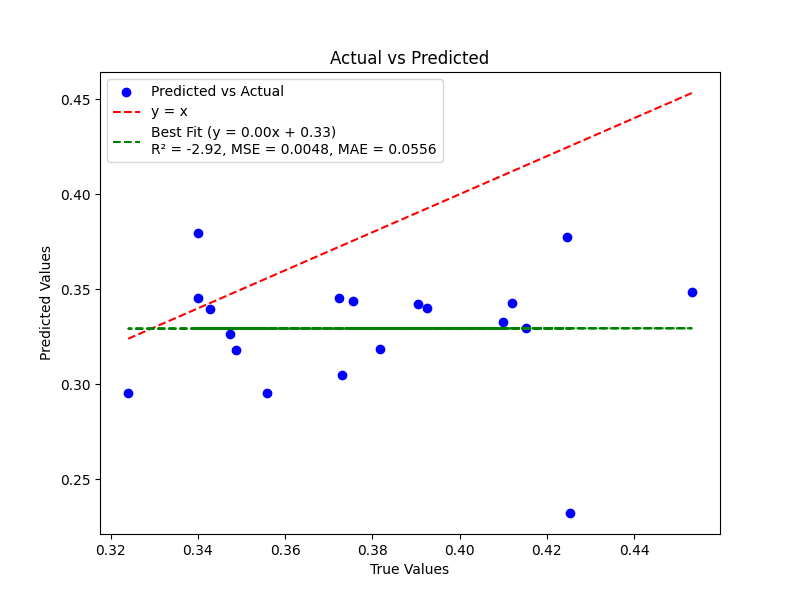 Actual vs Predicted
Predicted vs Actual
y = x
Best Fit (y = 0.00x + 0.33)
R² = -2.92, MSE = 0.0048, MAE = 0.0556
Predicted Values
0.45
0.40
0.35
0.30
0.25
0.32 0.34 0.36 0.38 0.40 0.42 0.44
True Values